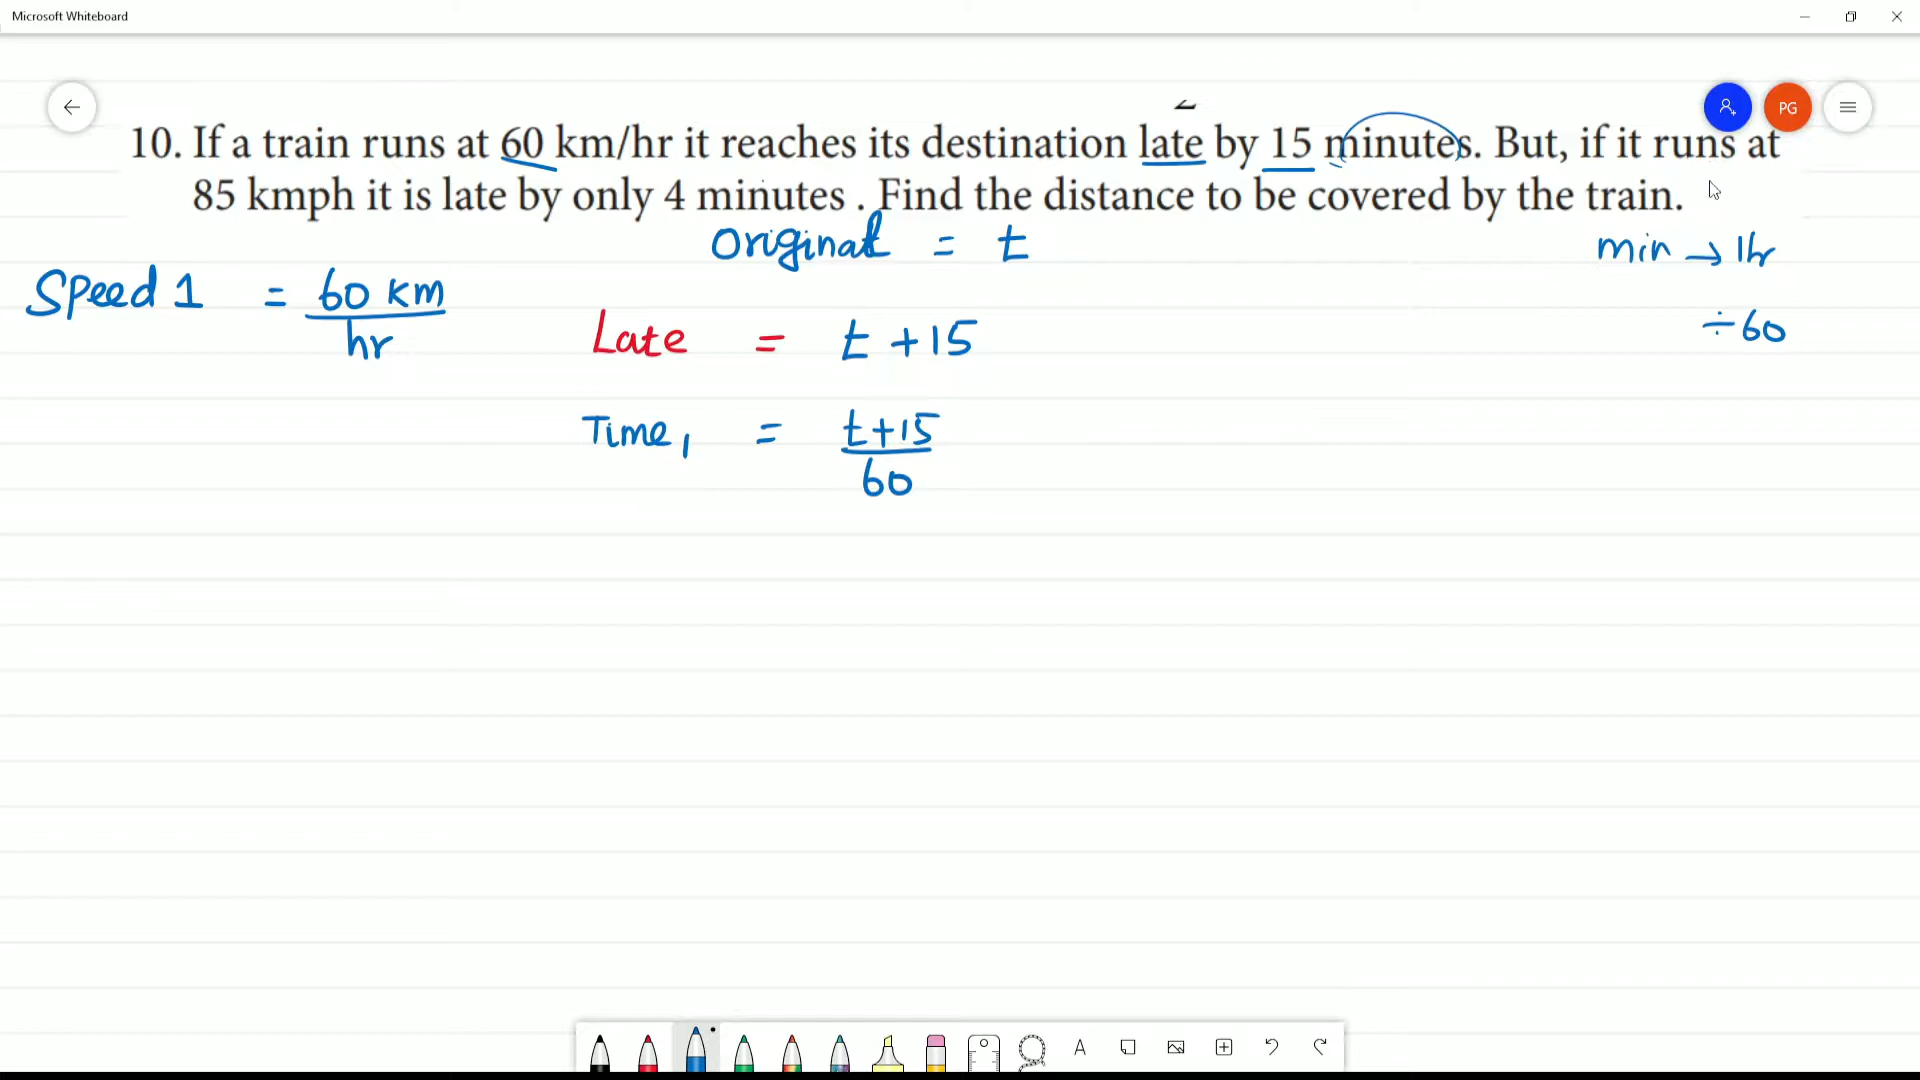 Microsoft Whiteboard
PG
10. If a train runs at 60 km/hr it reaches its destination late by 15 minutes. But, if it runs at
85 kmph it is late by only 4 minutes . Find the distance to be covered by the train.
Original = t
min → hr
÷ 60
Speed 1 = 60 km
hr
Late = t + 15
Time1 = t+15
60
A